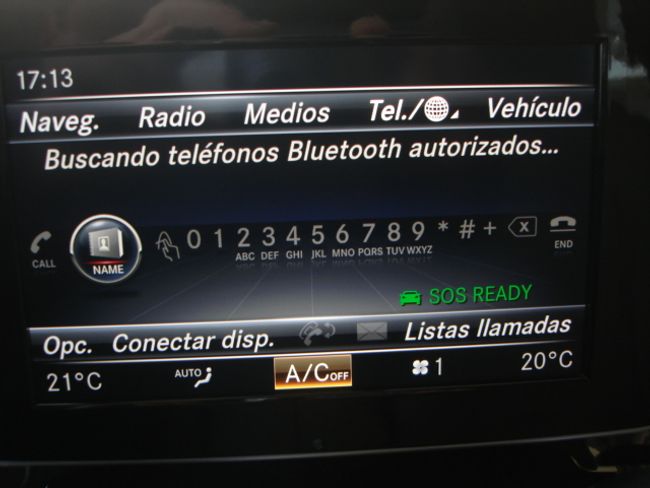 17:13
Naveg. Radio Medios Tel./ Vehículo
Buscando teléfonos Bluetooth autorizados...
0 1 2 3 4 5 6 7 8 9 * # +
CALL NAME ABC DEF GHI JKL MNO PQRS TUV WXYZ END
SOS READY
Opc. Conectar disp. Listas llamadas
21°C AUTO A/C OFF 1 20°C